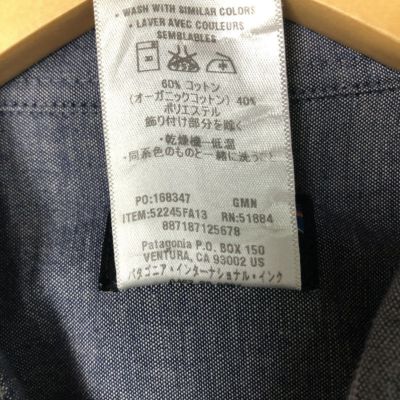 • WASH WITH SIMILAR COLORS
• LAVER AVEC COULEURS
SEMBLABLES
60% コットン
(オーガニックコットン) 40%
ポリエステル
飾り付け部分を除く
・乾燥機–低温
・同系色のものと一緒に洗う
PO:168347 GMN
ITEM:52245FA13 RN:51884
887187125678
Patagonia P.O. BOX 150
VENTURA, CA 93002 US
パタゴニア・インターナショナル・インク